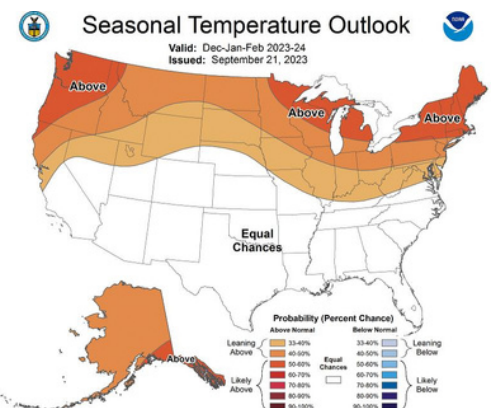 Seasonal Temperature Outlook
Valid: Dec-Jan-Feb 2023-24
Issued: September 21, 2023
Above
Above
Above
Equal
Chances
Above
Probability (Percent Chance)
Above Normal
Below Normal
Leaning
Above
33-40%
40-50%
50-60%
60-70%
70-80%
80-90%
90-100%
Likely
Above
Equal
Chances
33-40%
40-50%
50-60%
60-70%
70-80%
80-90%
90-100%
Leaning
Below
Likely
Below